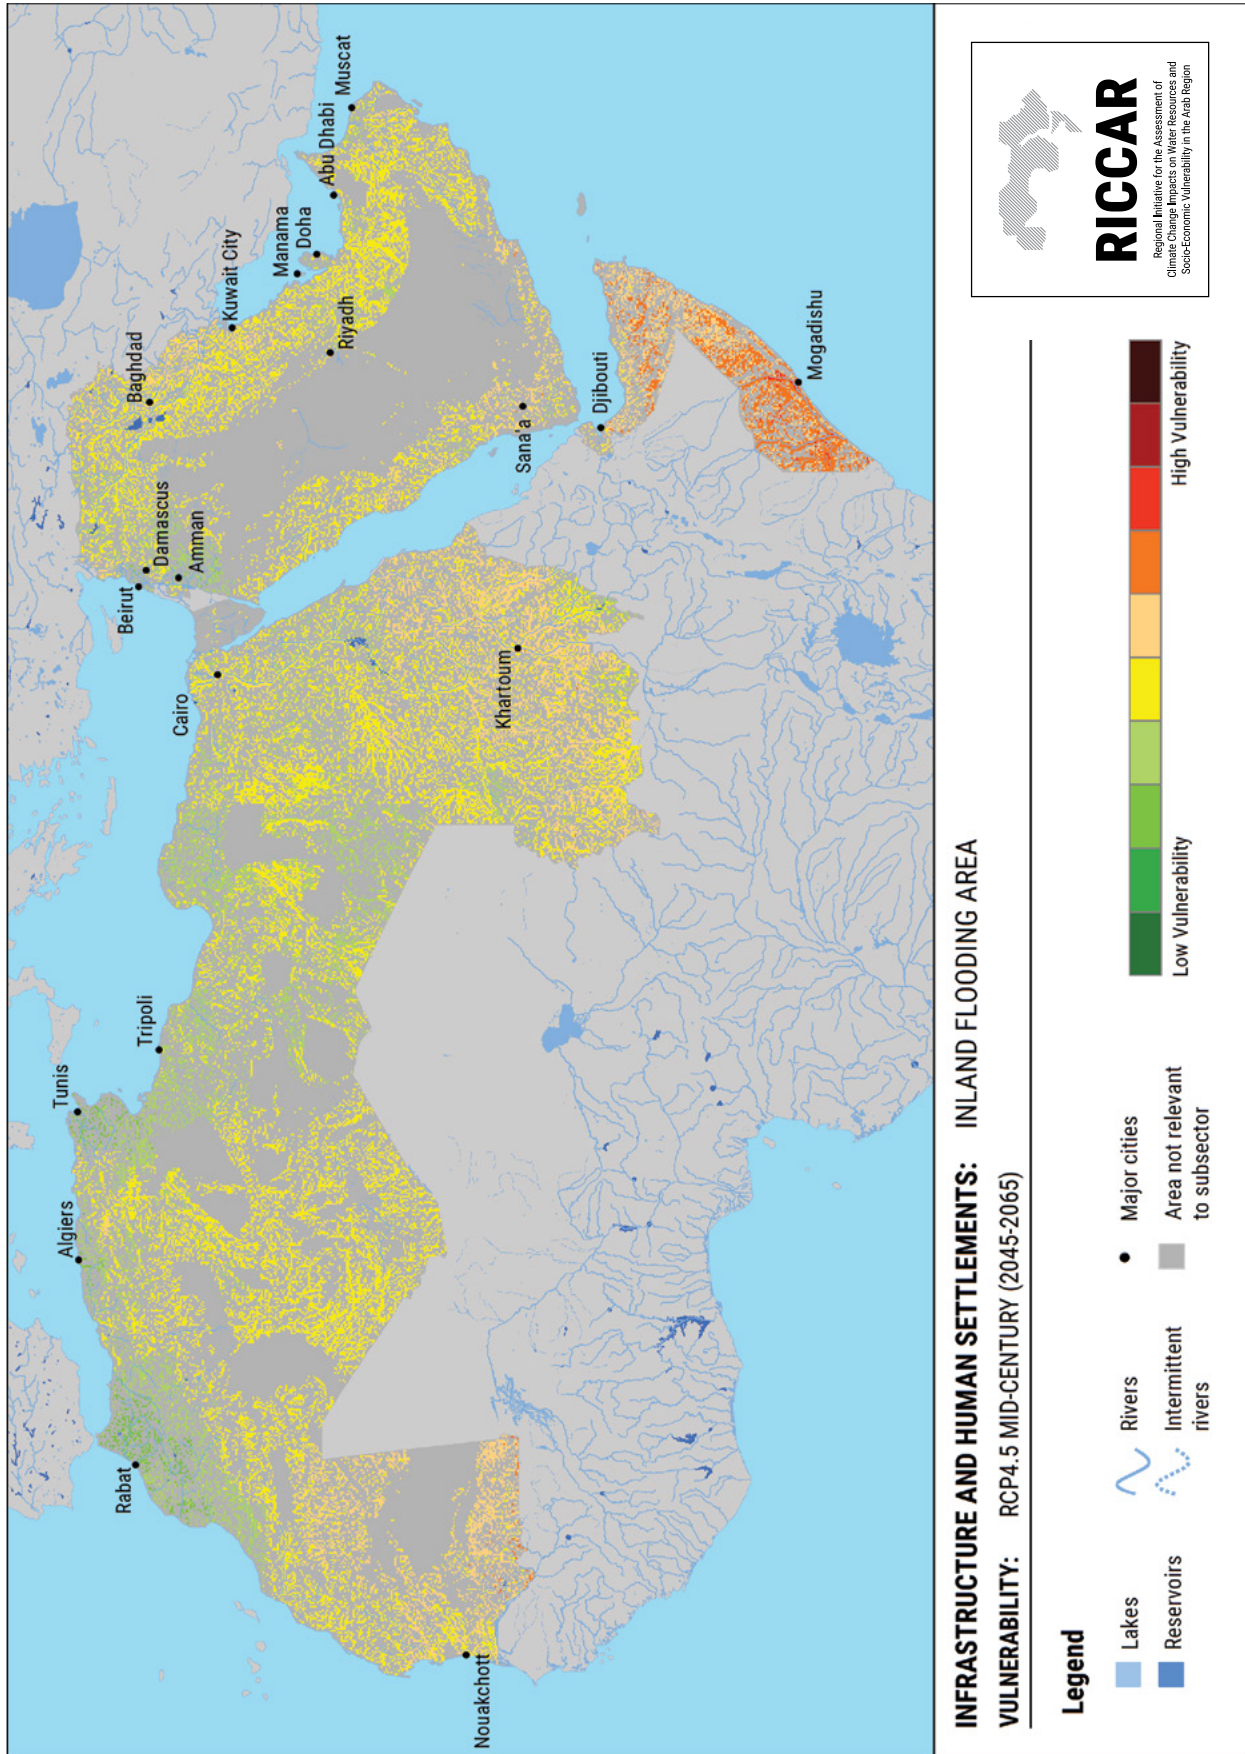 Muscat
Abu Dhabi
Manama
Doha
Kuwait City
Riyadh
Baghdad
Damascus
Amman
Beirut
Sana'a
Djibouti
Mogadishu
Cairo
Khartoum
Tripoli
Tunis
Algiers
Rabat
Nouakchott
INFRASTRUCTURE AND HUMAN SETTLEMENTS: INLAND FLOODING AREA
VULNERABILITY: RCP4.5 MID-CENTURY (2045-2065)
Legend
Lakes
Reservoirs
Rivers
Intermittent
rivers
Major cities
Area not relevant
to subsector
Low Vulnerability
High Vulnerability
RICCAR
Regional Initiative for the Assessment of
Climate Change Impacts on Water Resources and
Socio-Economic Vulnerability in the Arab Region